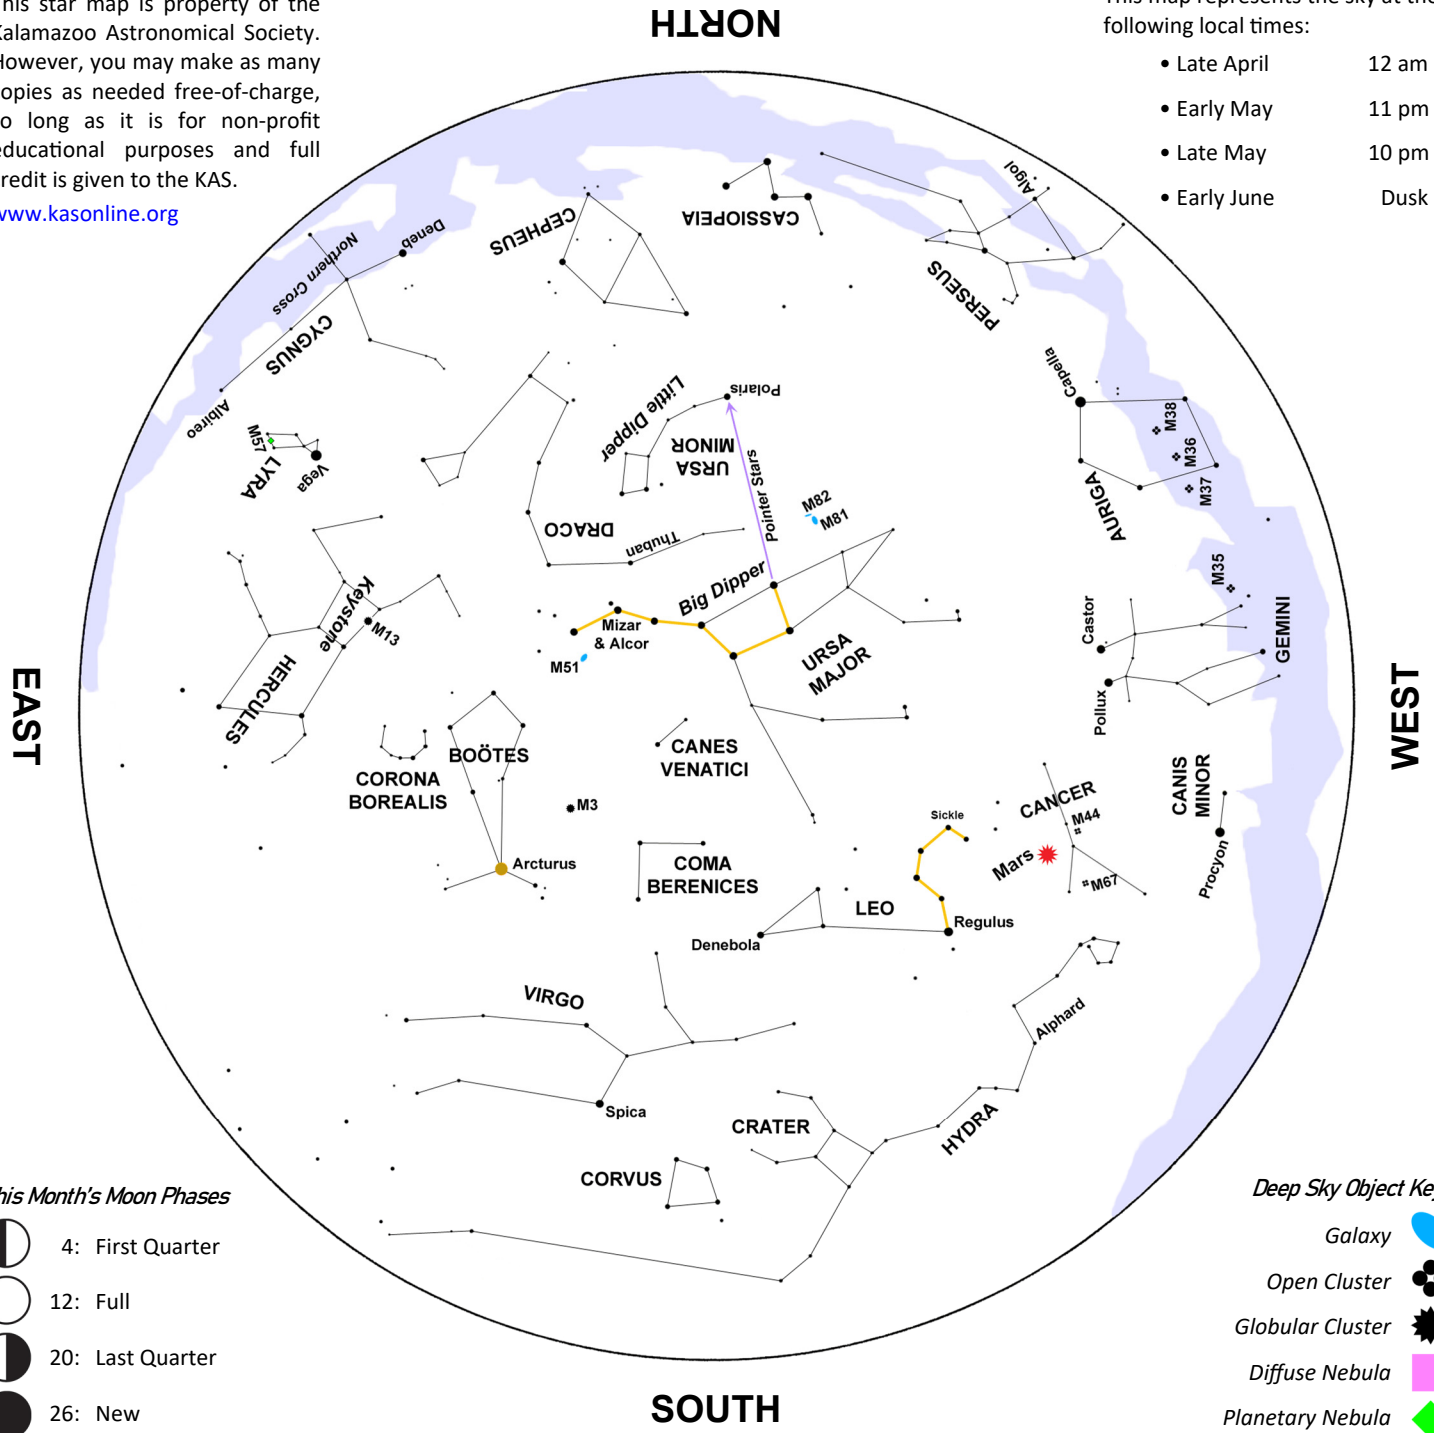 NORTH
This star map is property of the
Kalamazoo Astronomical Society.
However, you may make as many
copies as needed free-of-charge,
so long as it is for non-profit
educational purposes and full
credit is given to the KAS.
www.kasonline.org
This map represents the sky at the
following local times:
• Late April 12 am
• Early May 11 pm
• Late May 10 pm
• Early June Dusk
Algol
CASSIOPEIA
CEPHEUS
Deneb
Northern Cross
CYGNUS
PERSEUS
Albireo
Capella
Polaris
Little Dipper
URSA
MINOR
M38
M36
M37
AURIGA
M57
LYRA
Vega
Pointer Stars
M82
M81
DRACO
Thuban
M35
Big Dipper
Keystone
M13
Mizar
& Alcor
M51
URSA
MAJOR
Castor
Pollux
GEMINI
HERCULES
EAST
WEST
BOÖTES
CORONA
BOREALIS
CANES
VENATICI
M3
CANIS
MINOR
CANCER
M44
Sickle
Mars
M67
Procyon
Arcturus
COMA
BERENICES
LEO
Regulus
Denebola
VIRGO
Alphard
Spica
CRATER
HYDRA
CORVUS
This Month's Moon Phases
4: First Quarter
12: Full
20: Last Quarter
26: New
Deep Sky Object Key
Galaxy
Open Cluster
Globular Cluster
Diffuse Nebula
Planetary Nebula
SOUTH